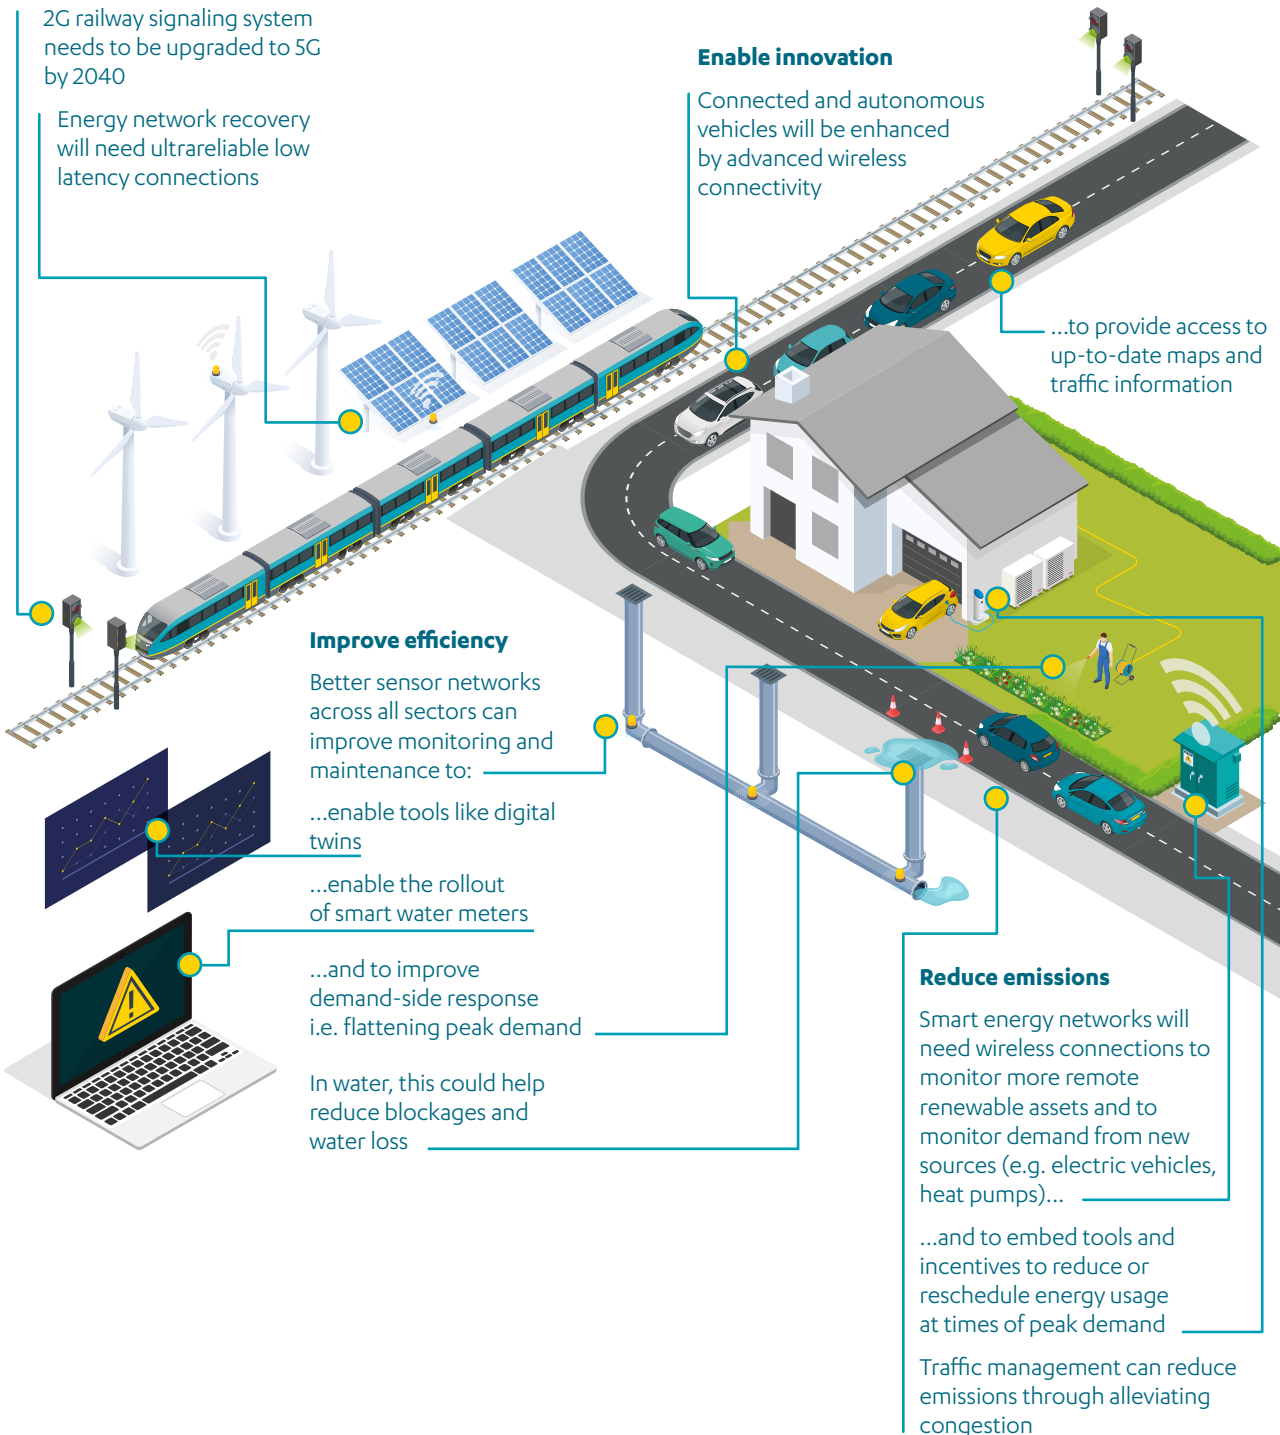 2G railway signaling system
needs to be upgraded to 5G
by 2040
Energy network recovery
will need ultrareliable low
latency connections
Enable innovation
Connected and autonomous
vehicles will be enhanced
by advanced wireless
connectivity
...to provide access to
up-to-date maps and
traffic information
Improve efficiency
Better sensor networks
across all sectors can
improve monitoring and
maintenance to:
...enable tools like digital
twins
...enable the rollout
of smart water meters
...and to improve
demand-side response
i.e. flattening peak demand
In water, this could help
reduce blockages and
water loss
Reduce emissions
Smart energy networks will
need wireless connections to
monitor more remote
renewable assets and to
monitor demand from new
sources (e.g. electric vehicles,
heat pumps)...
...and to embed tools and
incentives to reduce or
reschedule energy usage
at times of peak demand
Traffic management can reduce
emissions through alleviating
congestion